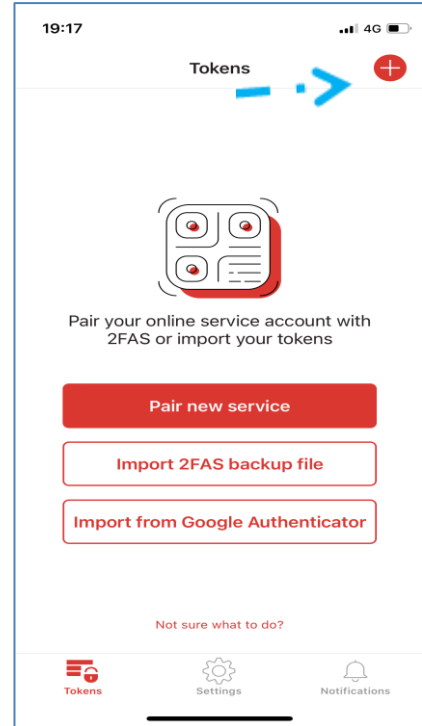 19:17 4G
Tokens
Pair your online service account with
2FAS or import your tokens
Pair new service
Import 2FAS backup file
Import from Google Authenticator
Not sure what to do?
Tokens Settings Notifications